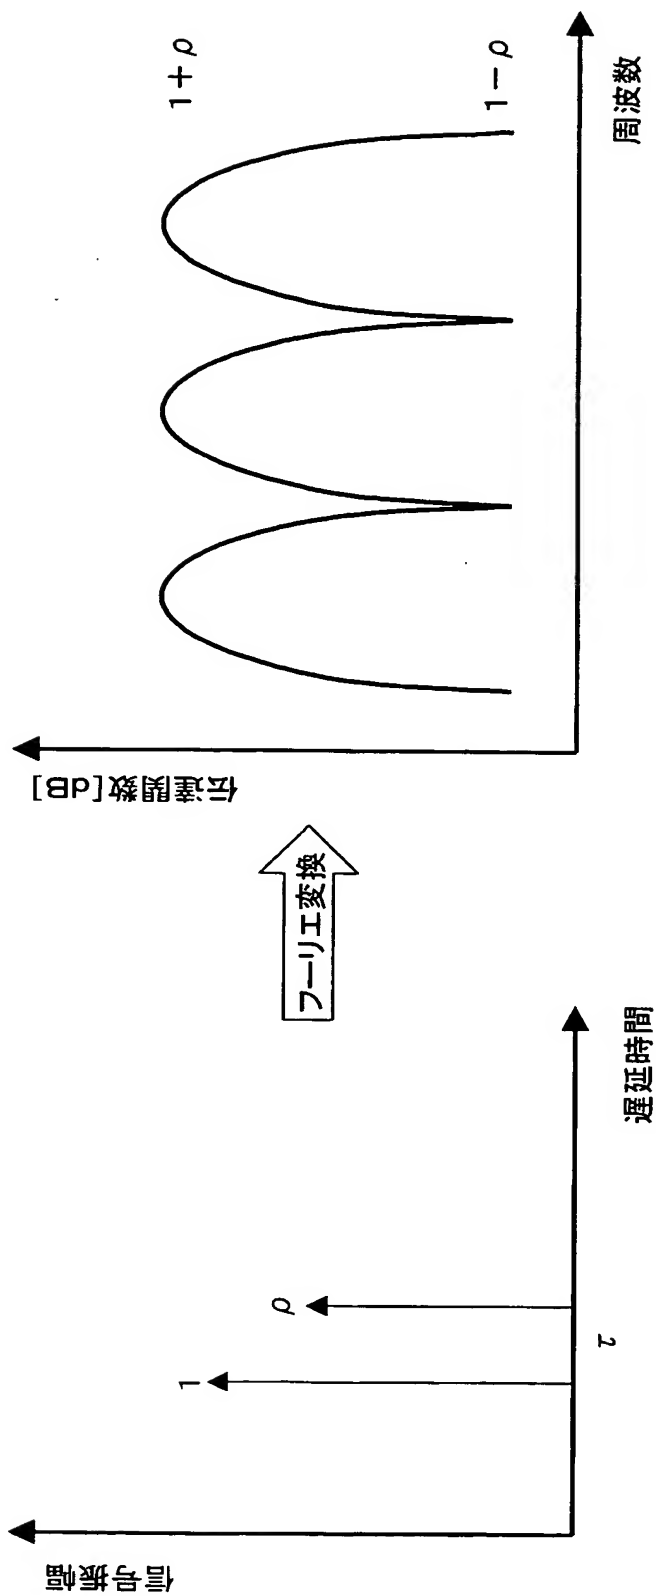 信号振幅
1
ρ
τ
遅延時間
フーリエ変換
伝達関数[dB]
1+ρ
1-ρ
周波数